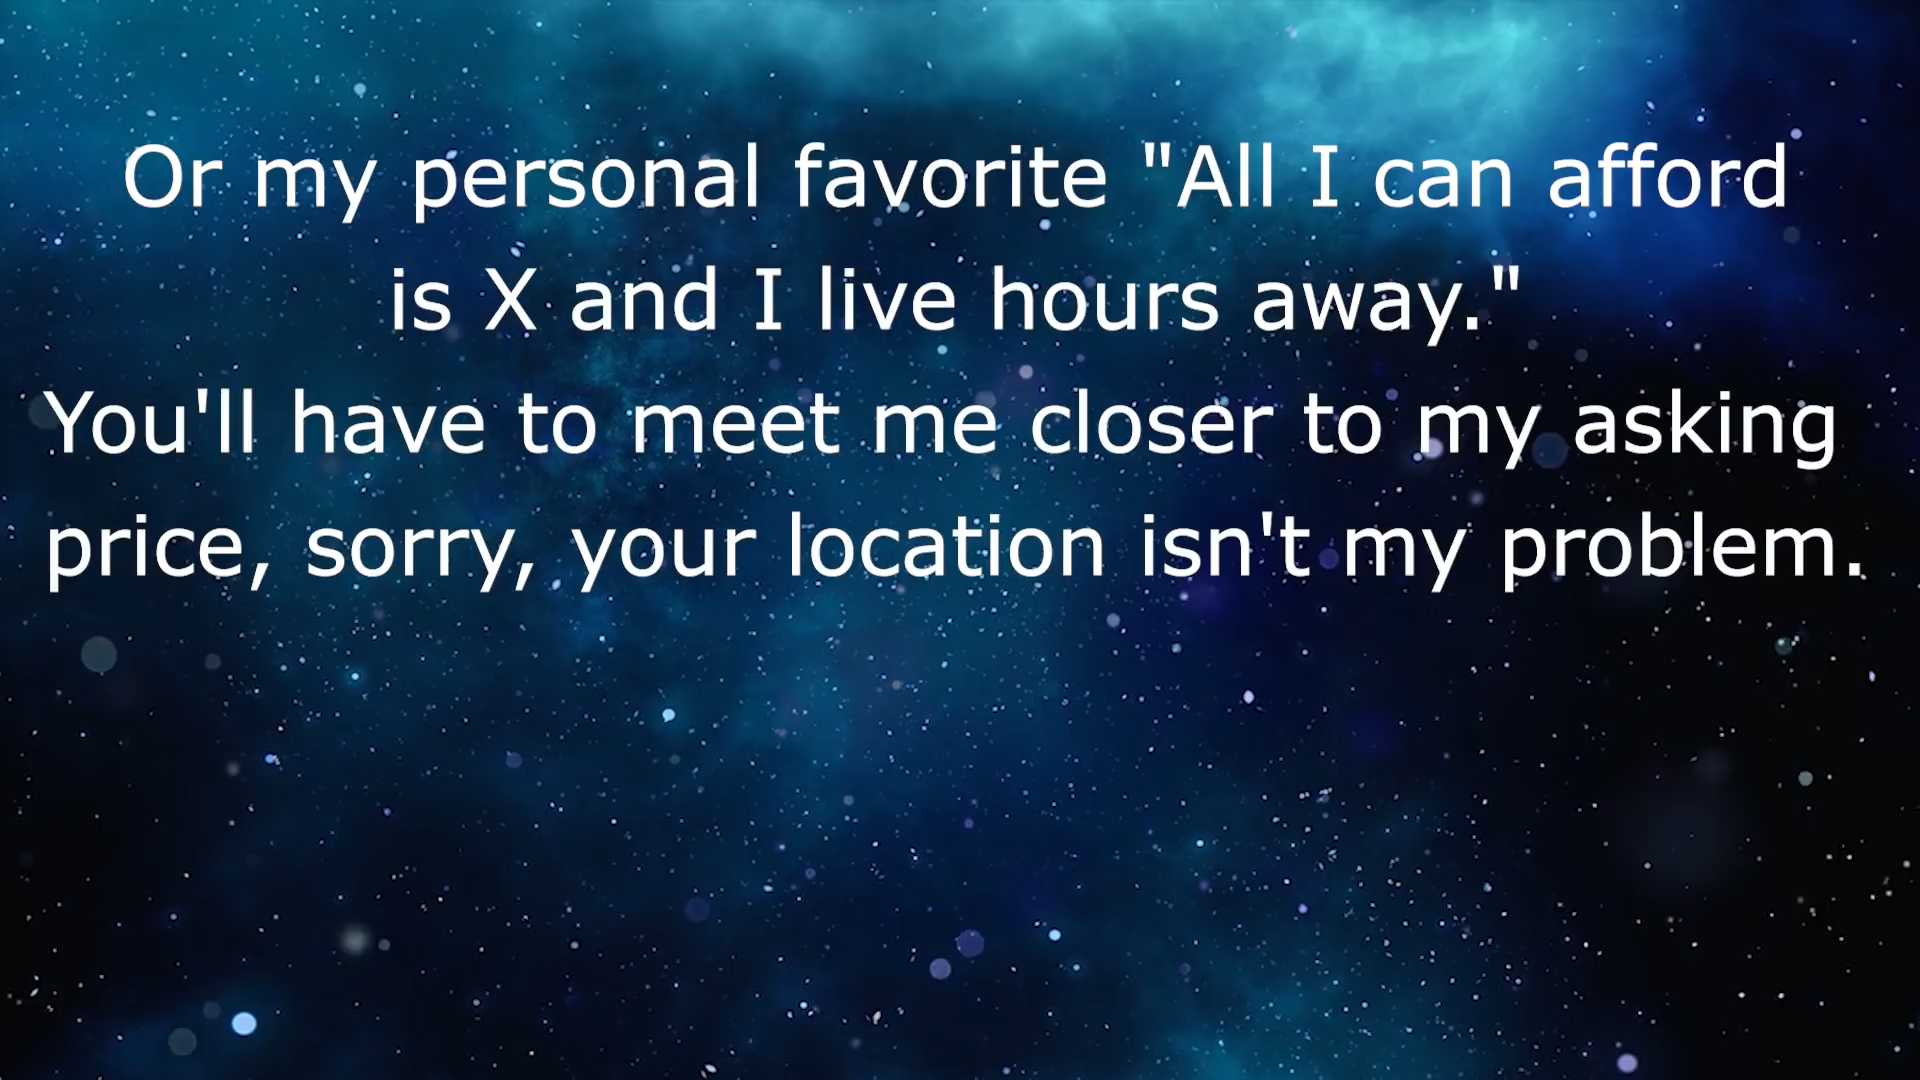 Or my personal favorite "All I can afford
is X and I live hours away."
You'll have to meet me closer to my asking
price, sorry, your location isn't my problem.